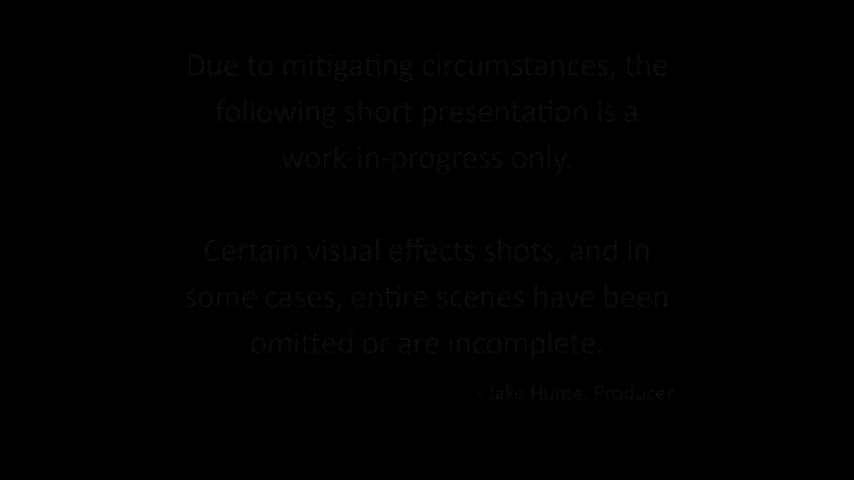 Due to mitigating circumstances, the
following short presentation is a
work-in-progress only.
Certain visual effects shots, and in
some cases, entire scenes have been
omitted or are incomplete.
- Jake Hume, Producer